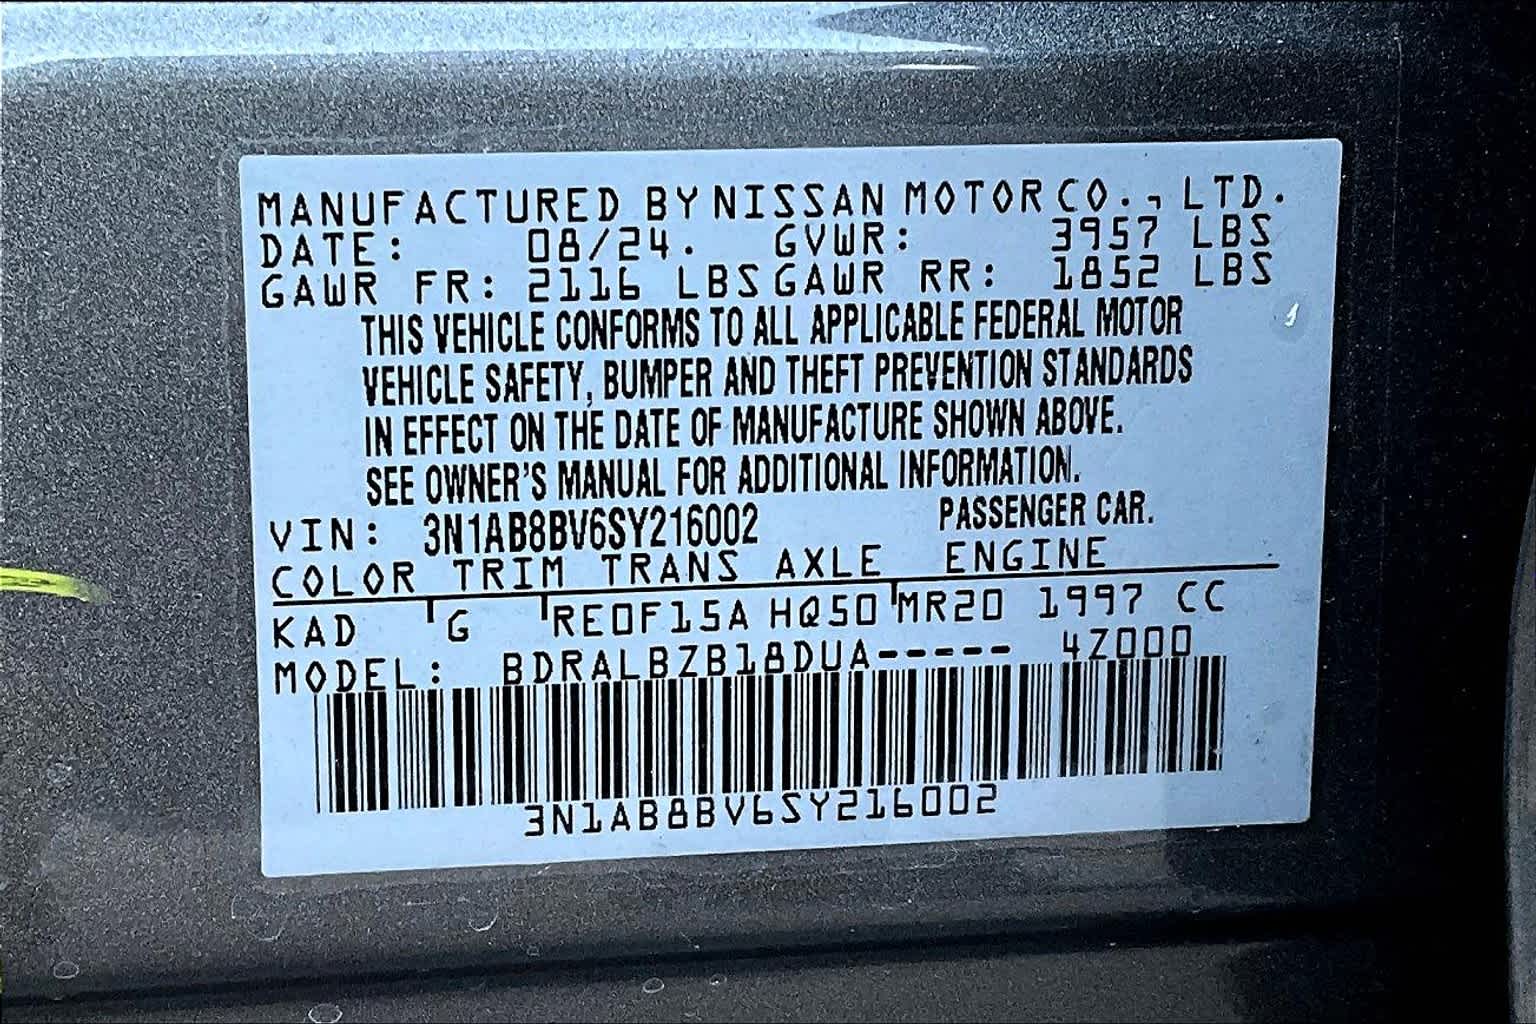 MANUFACTURED BY NISSAN MOTOR CO., LTD.
DATE: 08/24. GVWR: 3957 LBS
GAWR FR: 2116 LBS GAWR RR: 1852 LBS
THIS VEHICLE CONFORMS TO ALL APPLICABLE FEDERAL MOTOR
VEHICLE SAFETY, BUMPER AND THEFT PREVENTION STANDARDS
IN EFFECT ON THE DATE OF MANUFACTURE SHOWN ABOVE.
SEE OWNER'S MANUAL FOR ADDITIONAL INFORMATION.
VIN: 3N1AB8BV6SY216002 PASSENGER CAR.
COLOR TRIM TRANS AXLE ENGINE
KAD G RE0F15A HQ50 MR20 1997 CC
MODEL: BDRALBZB18DUA----- 4Z000
3N1AB8BV6SY216002